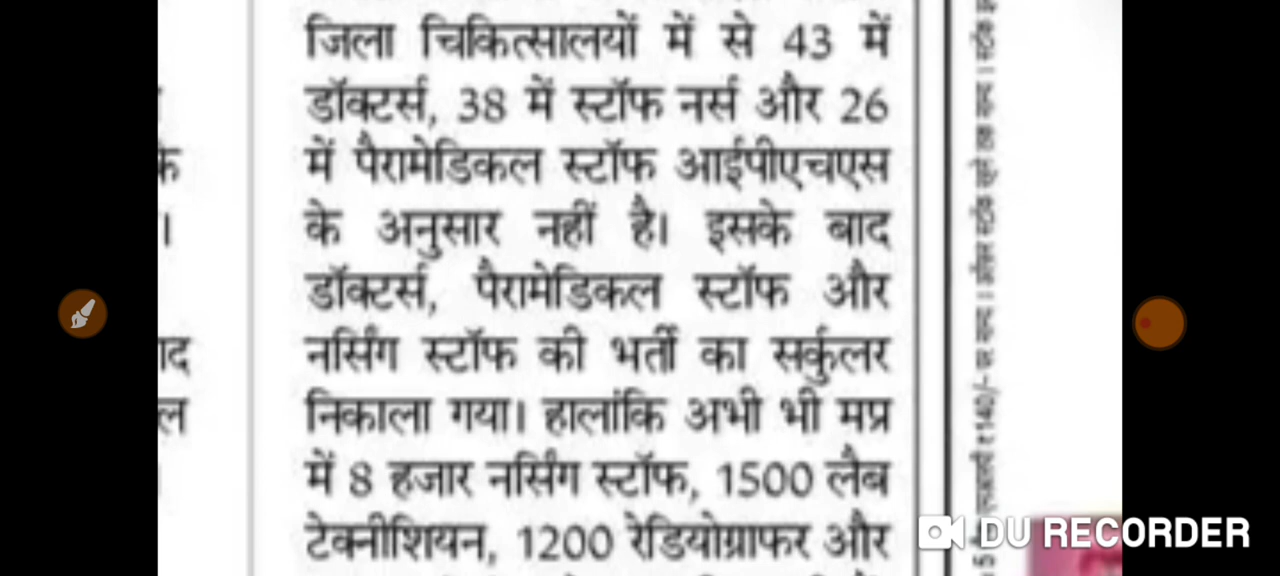 जिला चिकित्सालयों में से 43 में
डॉक्टर्स, 38 में स्टॉफ नर्स और 26
में पैरामेडिकल स्टॉफ आईपीएचएस
के अनुसार नहीं है। इसके बाद
डॉक्टर्स, पैरामेडिकल स्टॉफ और
नर्सिंग स्टॉफ की भर्ती का सर्कुलर
निकाला गया। हालांकि अभी भी मप्र
में 8 हजार नर्सिंग स्टॉफ, 1500 लैब
टेक्नीशियन, 1200 रेडियोग्राफर और
DU RECORDER